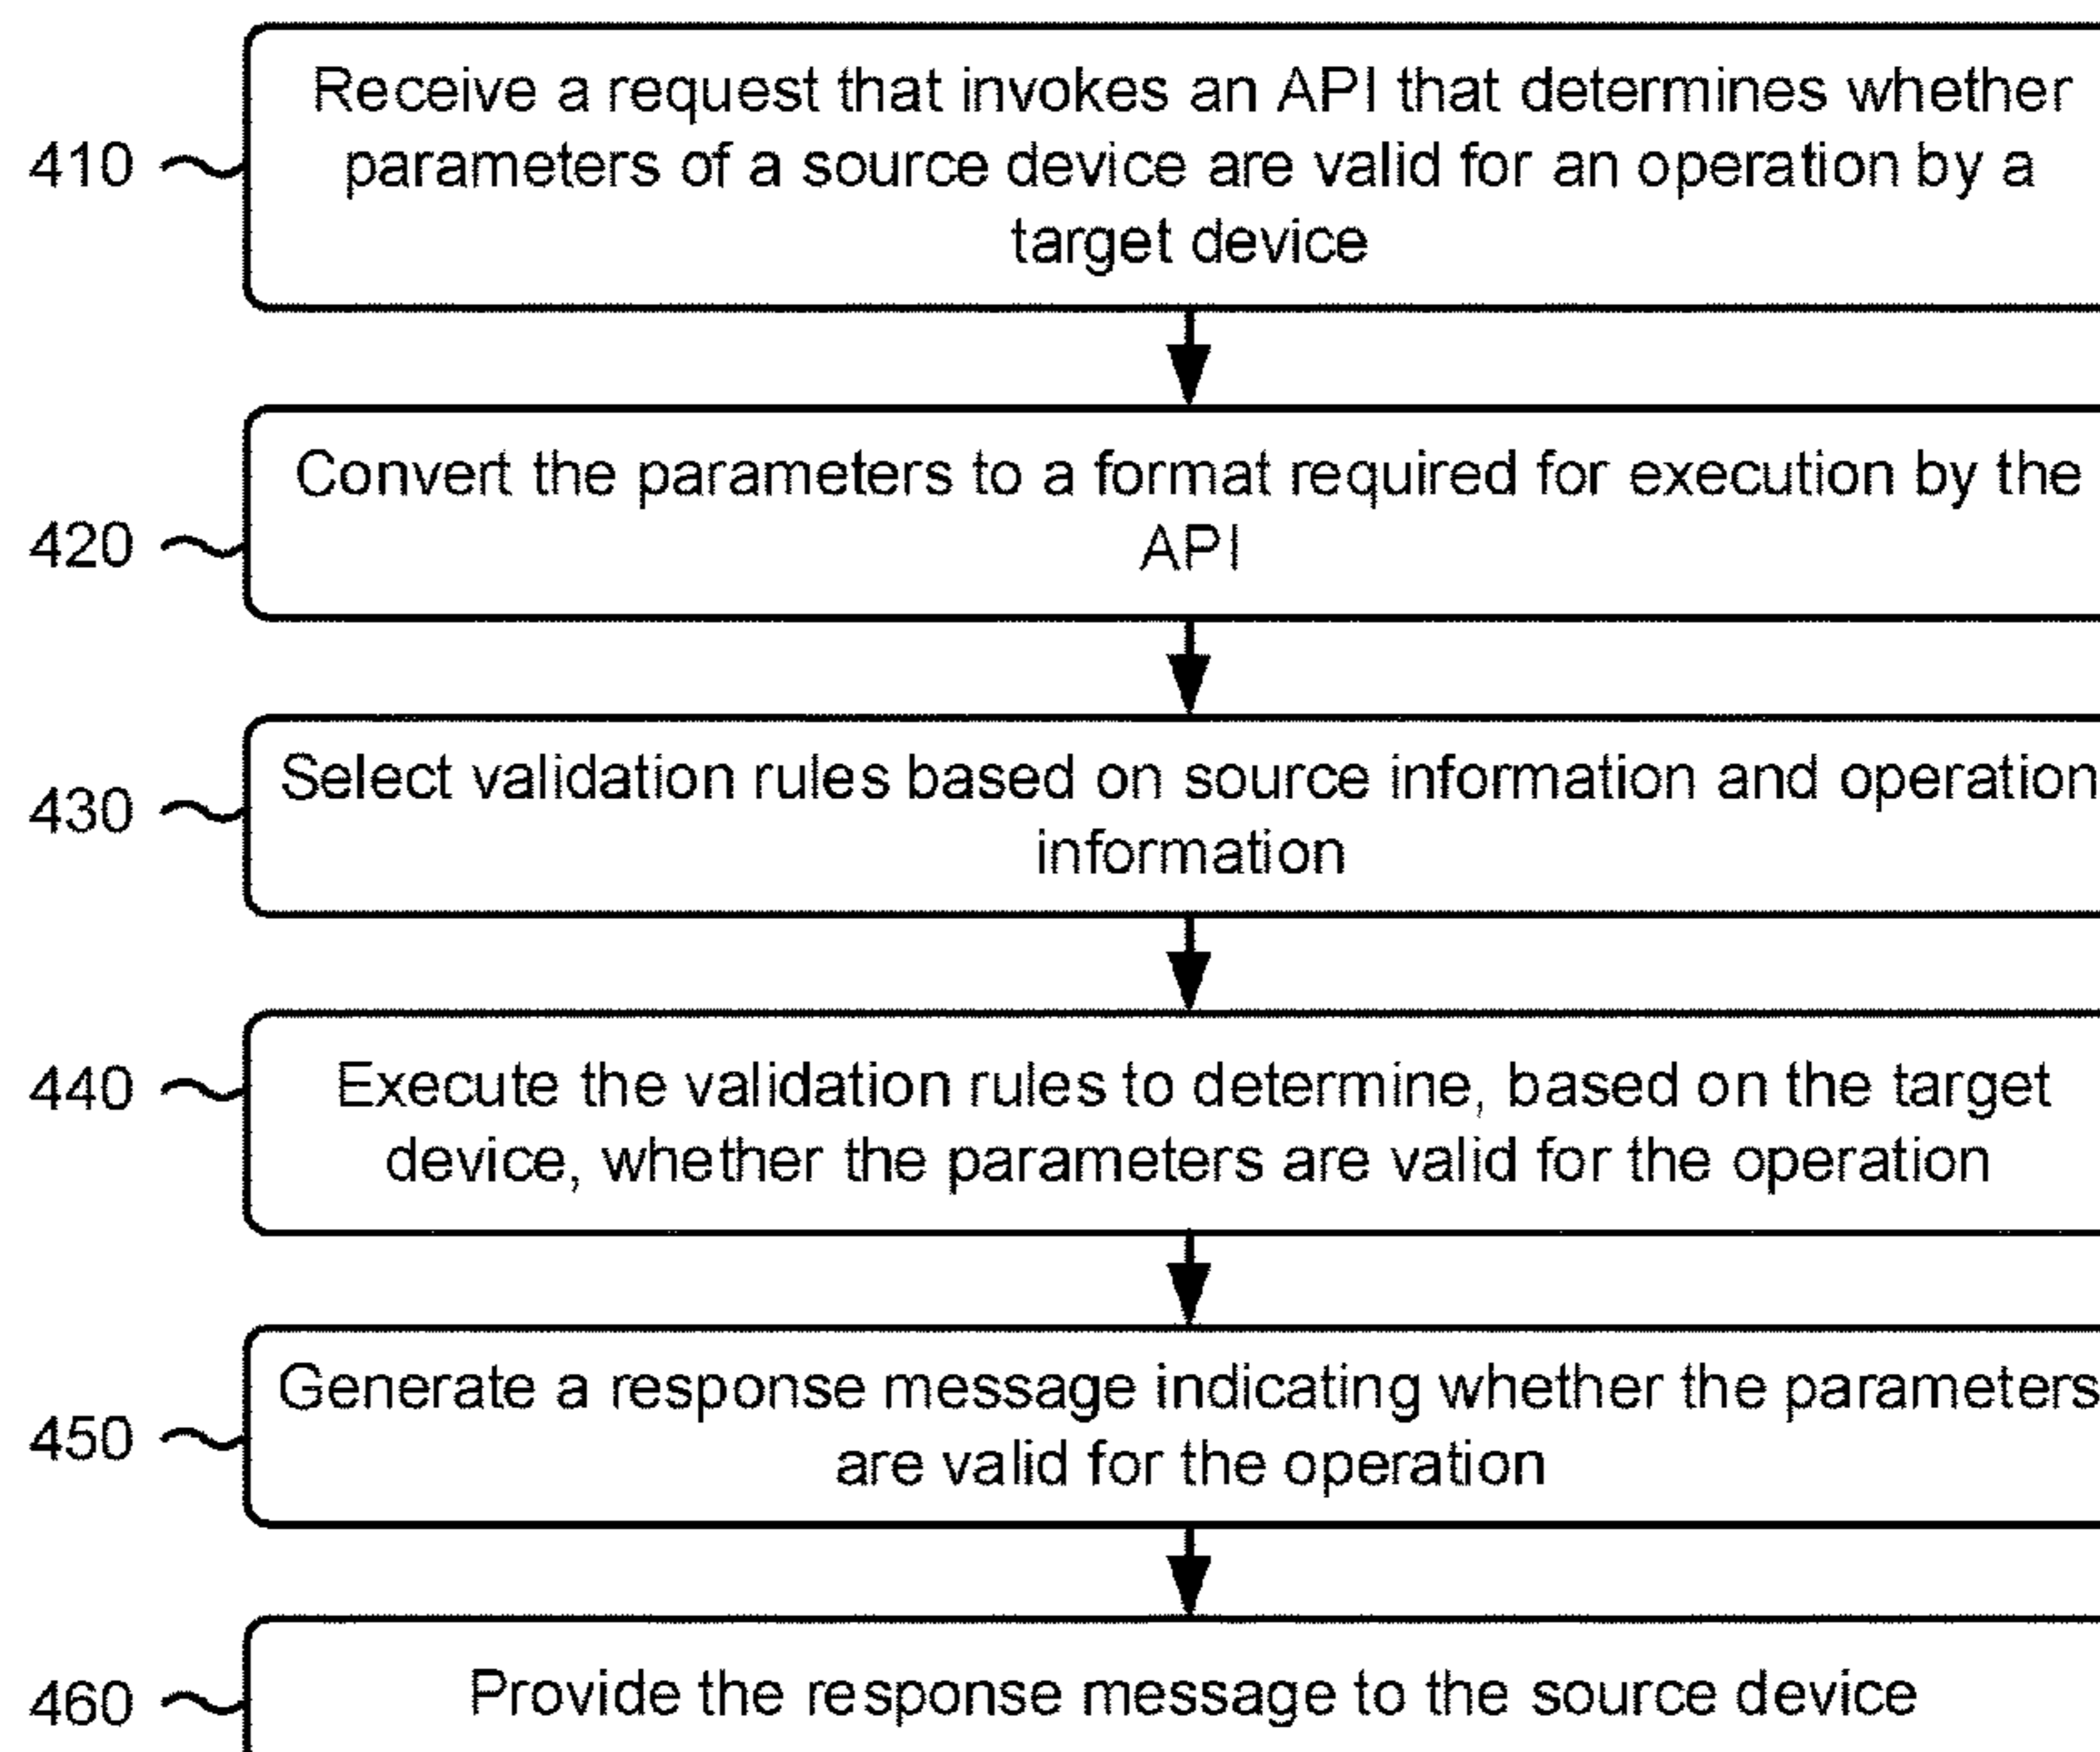 Receive a request that invokes an API that determines whether
410
parameters of a source device are valid for an operation by a
target device
Convert the parameters to a format required for execution by the
420
API
Select validation rules based on source information and operation
430
information
440
Execute the validation rules to determine, based on the target
device, whether the parameters are valid for the operation
Generate a response message indicating whether the parameters
450
are valid for the operation
460
Provide the response message to the source device